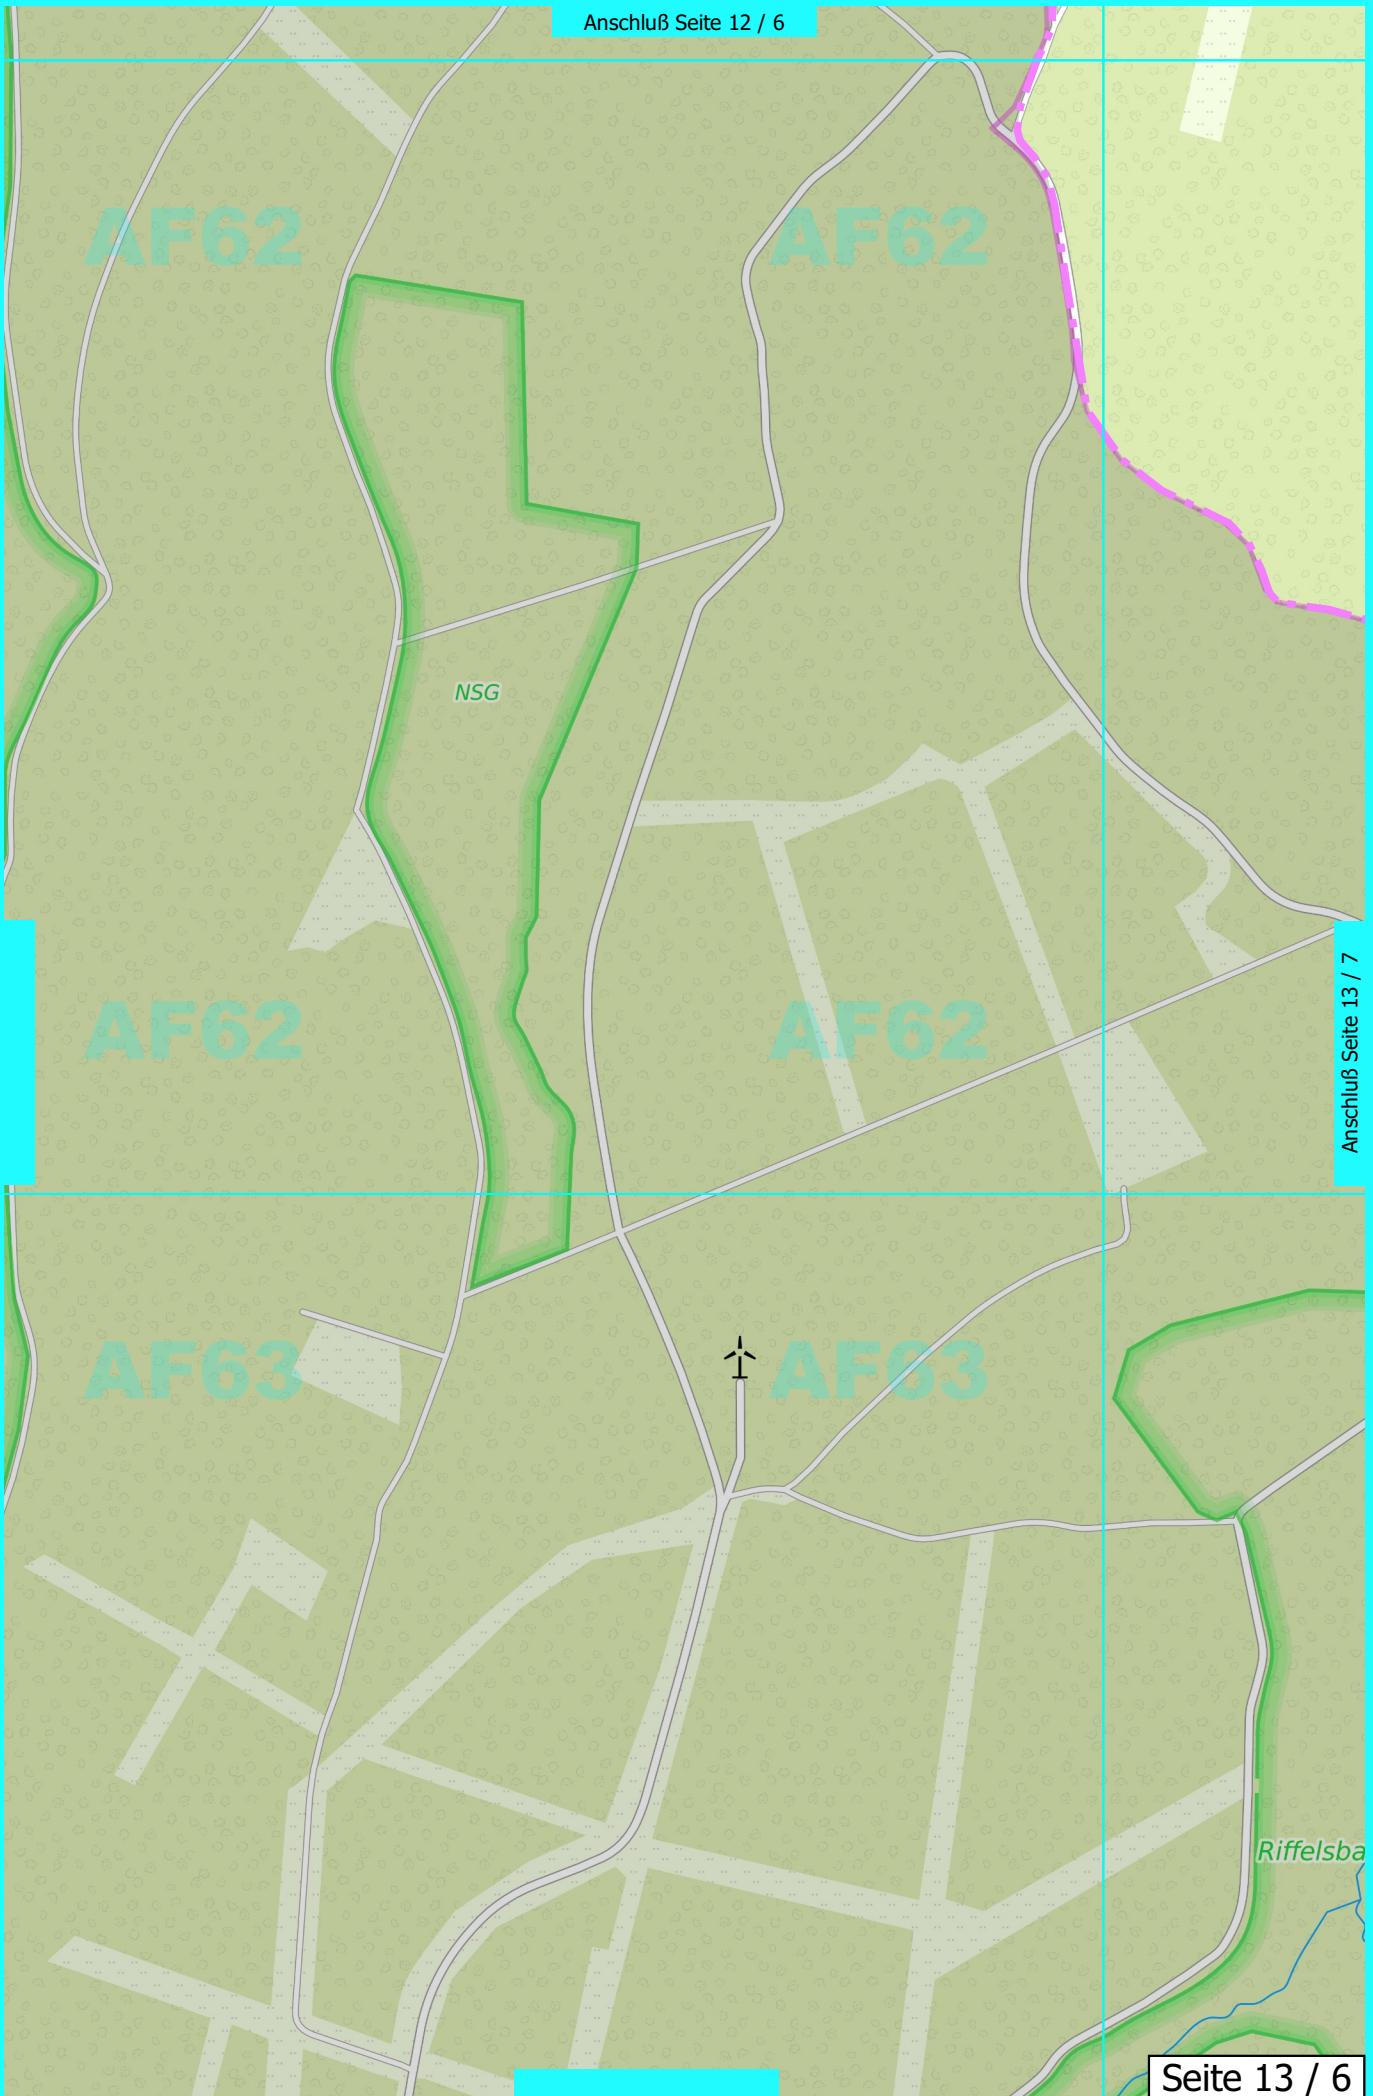 Anschluß Seite 12 / 6
AF62
AF62
NSG
AF62
AF62
Anschluß Seite 13 / 7
AF63
AF63
Riffelsba
Seite 13 / 6